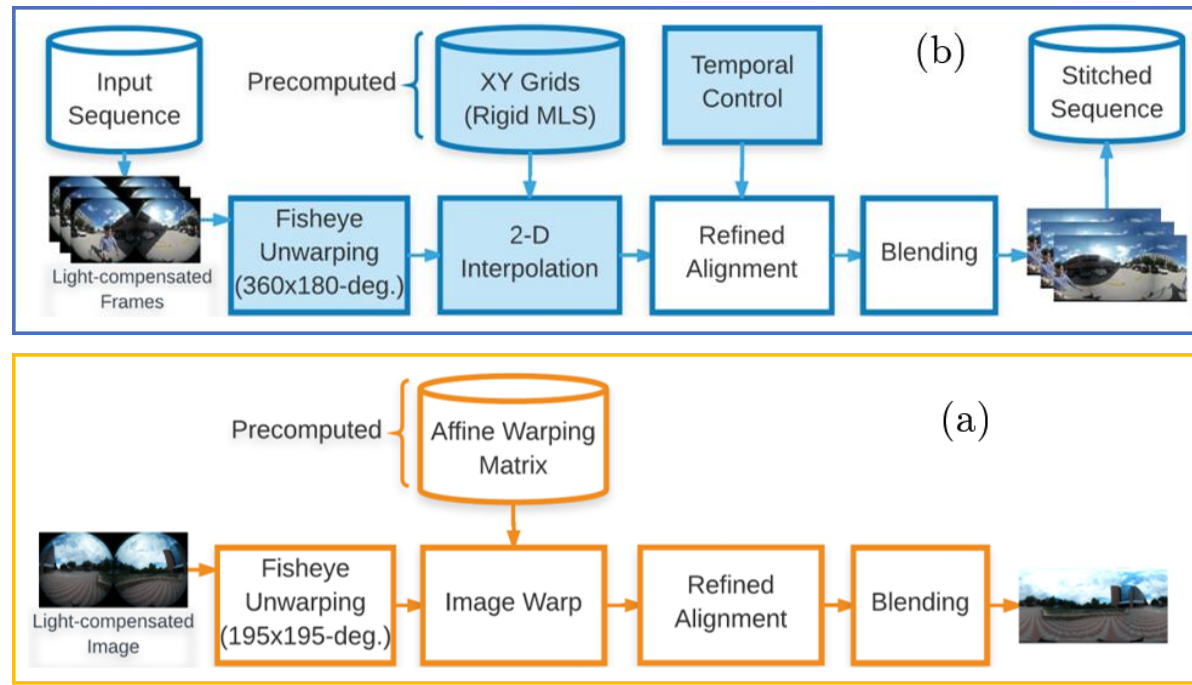 (b)
Input
Sequence
Precomputed
XY Grids
(Rigid MLS)
Temporal
Control
Stitched
Sequence
Light-compensated
Frames
Fisheye
Unwarping
(360x180-deg.)
2-D
Interpolation
Refined
Alignment
Blending
(a)
Precomputed
Affine Warping
Matrix
Light-compensated
Image
Fisheye
Unwarping
(195x195-deg.)
Image Warp
Refined
Alignment
Blending